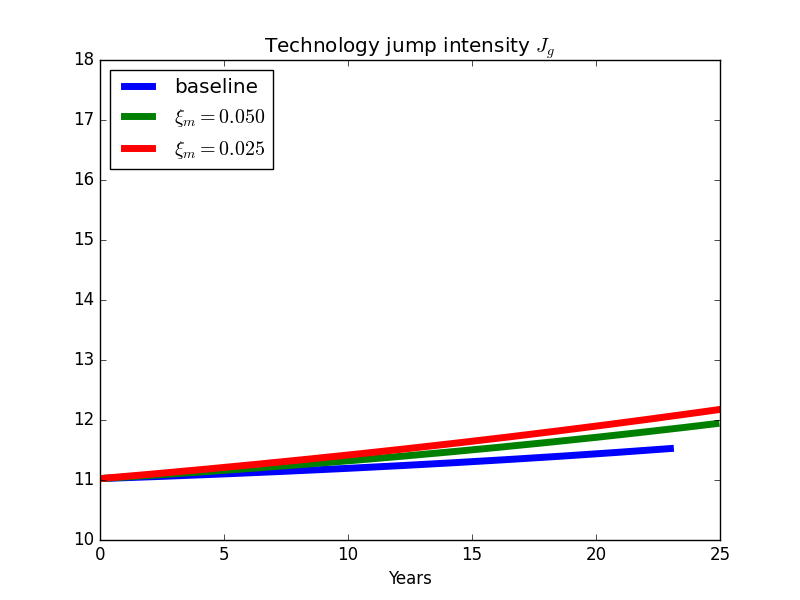 Technology jump intensity J_g
18
17
16
15
14
13
12
11
10
baseline
ξ_m = 0.050
ξ_m = 0.025
0 5 10 15 20 25
Years